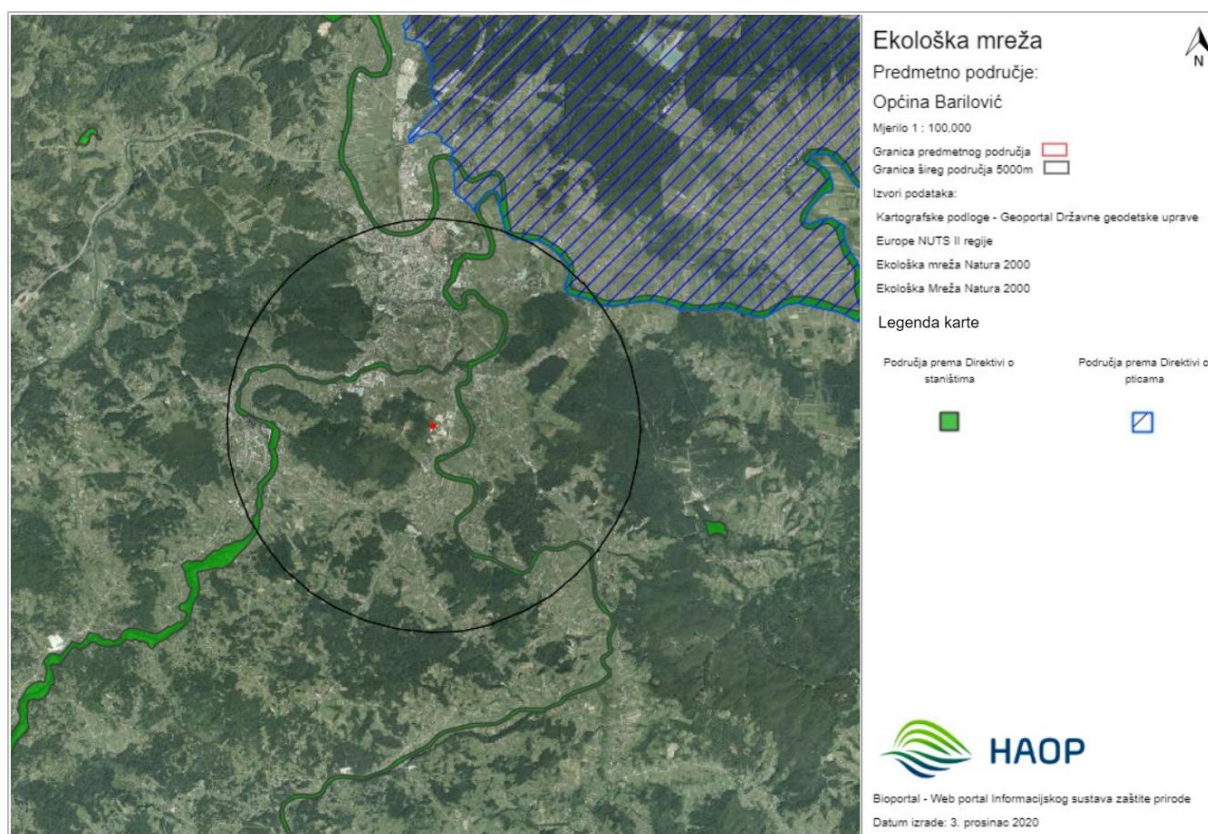 Ekološka mreža
N
Predmetno područje:
Općina Barilović
Mjerilo 1 : 100,000
Granica predmetnog područja
Granica šireg područja 5000m
Izvori podataka:
Kartografske podloge - Geoportal Državne geodetske uprave
Europe NUTS II regije
Ekološka mreža Natura 2000
Ekološka Mreža Natura 2000
Legenda karte
Područja prema Direktivi o
staništima
Područja prema Direktivi o
pticama
HAOP
Bioportal - Web portal Informacijskog sustava zaštite prirode
Datum izrade: 3. prosinac 2020